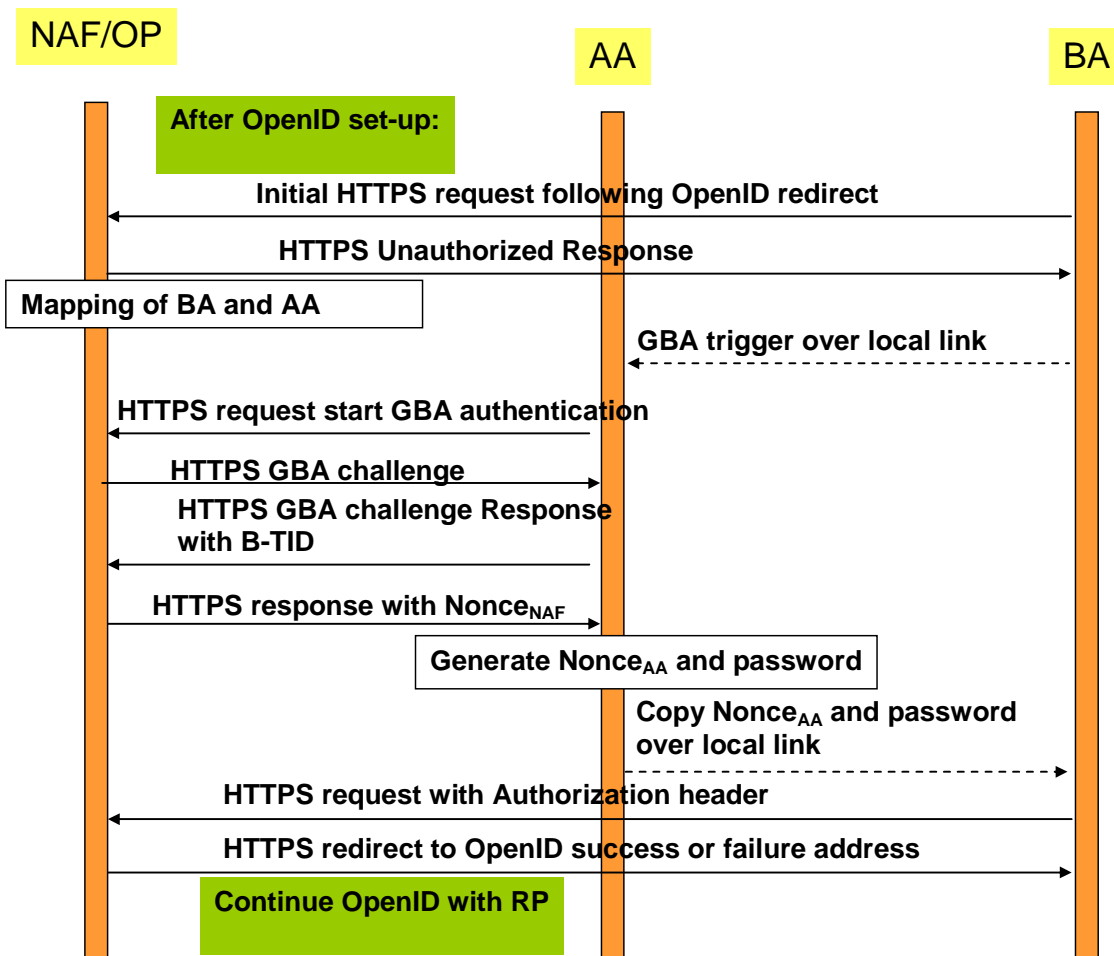 NAF/OP
AA
BA
After OpenID set-up:
Initial HTTPS request following OpenID redirect
HTTPS Unauthorized Response
Mapping of BA and AA
GBA trigger over local link
HTTPS request start GBA authentication
HTTPS GBA challenge
HTTPS GBA challenge Response
with B-TID
HTTPS response with NonceNAF
Generate NonceAA and password
Copy NonceAA and password
over local link
HTTPS request with Authorization header
HTTPS redirect to OpenID success or failure address
Continue OpenID with RP